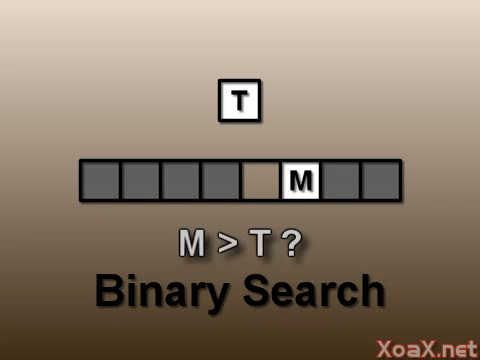 T
M
M > T ?
Binary Search
XoaX.net